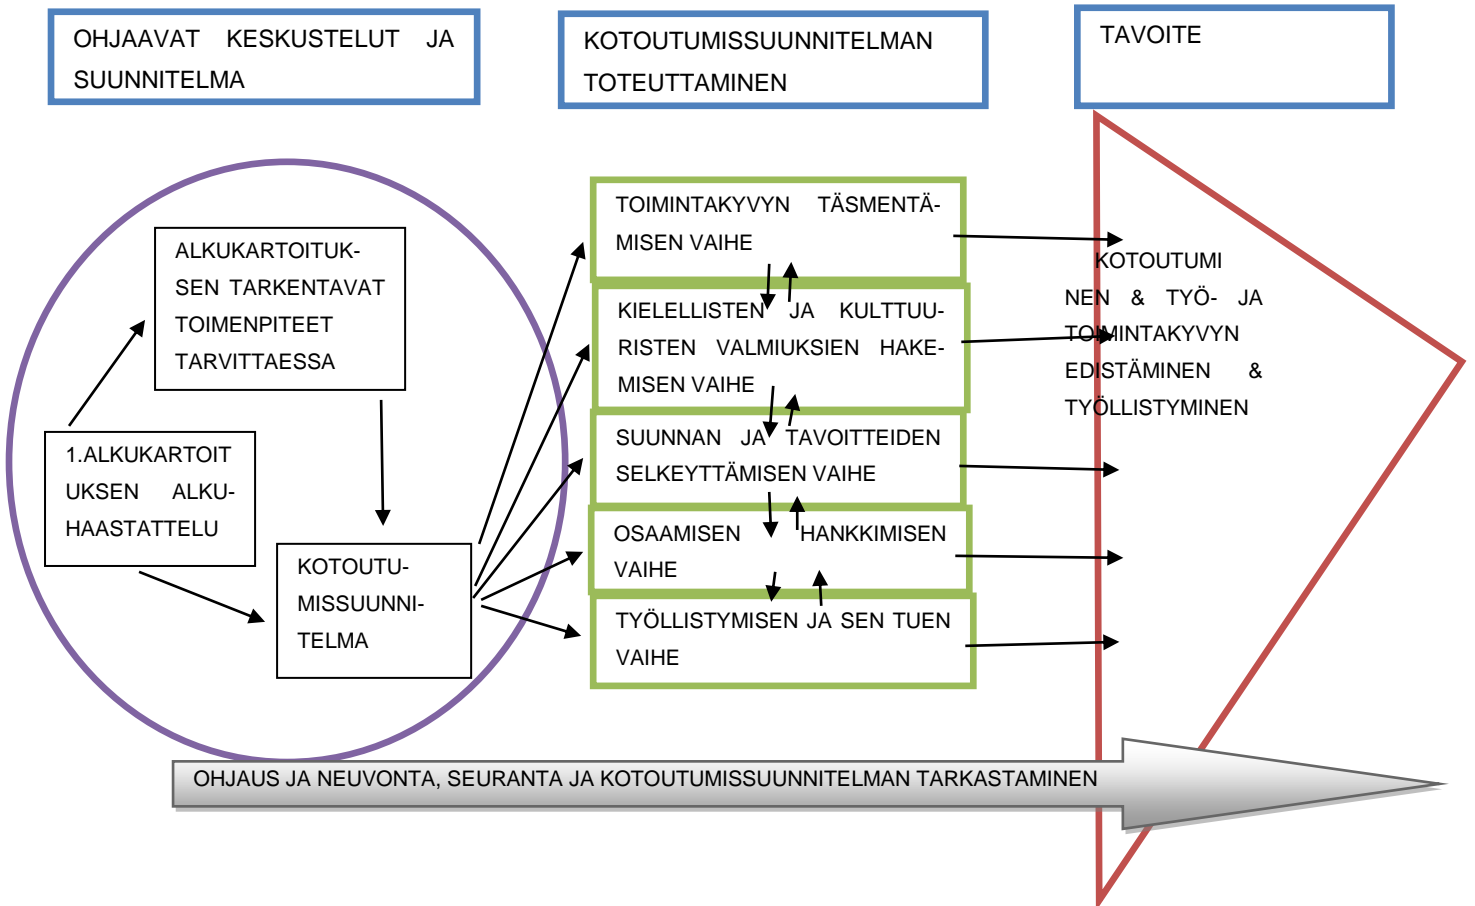 OHJAAVAT KESKUSTELUT JA
SUUNNITELMA
KOTOUTUMISSUUNNITELMAN
TOTEUTTAMINEN
TAVOITE
ALKUKARTOITUK-
SEN TARKENTAVAT
TOIMENPITEET
TARVITTAESSA
1.ALKUKARTOIT
UKSEN ALKU-
HAASTATTELU
KOTOUTU-
MISSUUNNI-
TELMA
TOIMINTAKYVYN TÄSMENTÄ-
MISEN VAIHE
KIELELLISTEN JA KULTTUU-
RISTEN VALMIUKSIEN HAKE-
MISEN VAIHE
SUUNNAN JA TAVOITTEIDEN
SELKEYTTÄMISEN VAIHE
OSAAMISEN HANKKIMISEN
VAIHE
TYÖLLISTYMISEN JA SEN TUEN
VAIHE
KOTOUTUMI
NEN & TYÖ- JA
TOIMINTAKYVYN
EDISTÄMINEN &
TYÖLLISTYMINEN
OHJAUS JA NEUVONTA, SEURANTA JA KOTOUTUMISSUUNNITELMAN TARKASTAMINEN